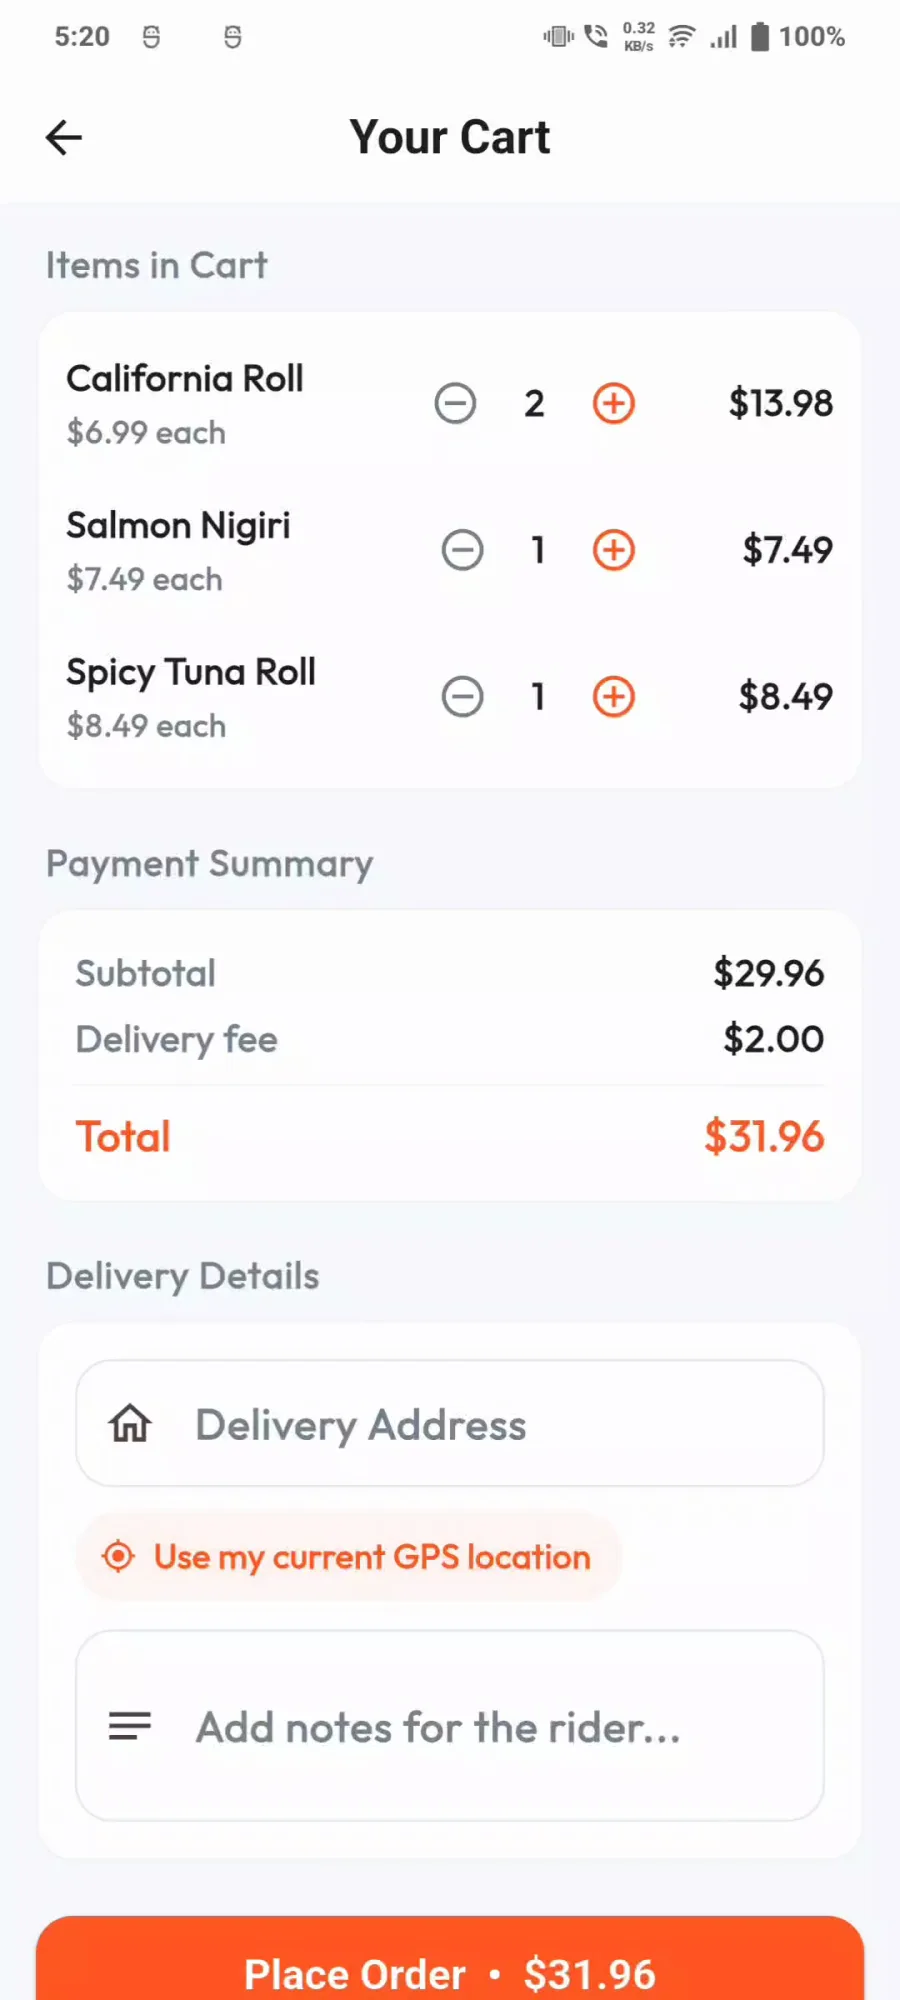 5:20
0.32
KB/s
100%
Your Cart
Items in Cart
California Roll
$6.99 each
2
$13.98
Salmon Nigiri
$7.49 each
1
$7.49
Spicy Tuna Roll
$8.49 each
1
$8.49
Payment Summary
Subtotal $29.96
Delivery fee $2.00
Total $31.96
Delivery Details
Delivery Address
Use my current GPS location
Add notes for the rider...
Place Order • $31.96